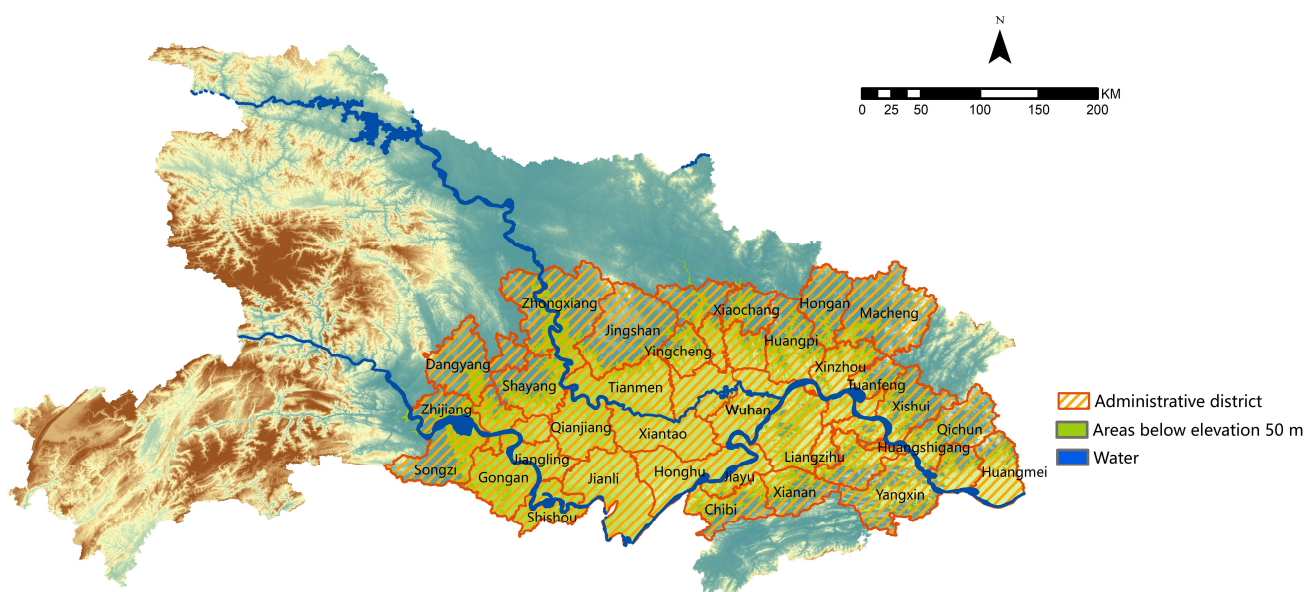 N
KM
0 25 50 100 150 200
Zhongxiang
Xiaochang
Hongan
Macheng
Jingshan
Huangpi
Yingcheng
Dangyang
Xinzhou
Shayang
Tianmen
Tuanfeng
Zhijiang
Wuhan
Xishui
Qianjiang
Xiantao
Qichun
Huangshigang
Jiangling
Liangzihu
Songzi
Gongan
Jianli
Honghu
Jiayu
Huangmei
Xianan
Yangxin
Chibi
Shishou
Administrative district
Areas below elevation 50 m
Water